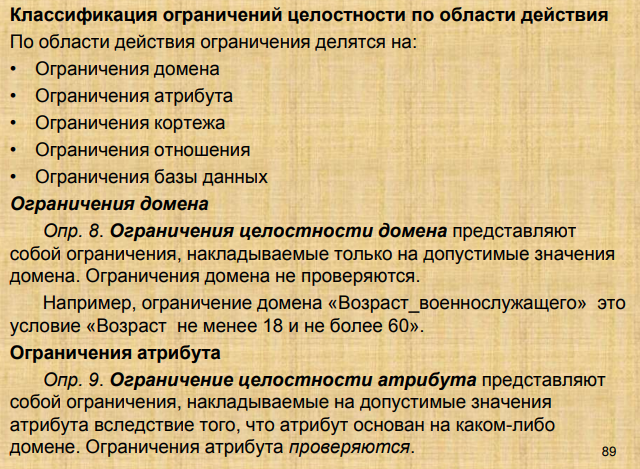 Классификация ограничений целостности по области действия
По области действия ограничения делятся на:
• Ограничения домена
• Ограничения атрибута
• Ограничения кортежа
• Ограничения отношения
• Ограничения базы данных
Ограничения домена
Опр. 8. Ограничения целостности домена представляют
собой ограничения, накладываемые только на допустимые значения
домена. Ограничения домена не проверяются.
Например, ограничение домена «Возраст_военнослужащего» это
условие «Возраст не менее 18 и не более 60».
Ограничения атрибута
Опр. 9. Ограничение целостности атрибута представляют
собой ограничения, накладываемые на допустимые значения
атрибута вследствие того, что атрибут основан на каком-либо
домене. Ограничения атрибута проверяются.
89